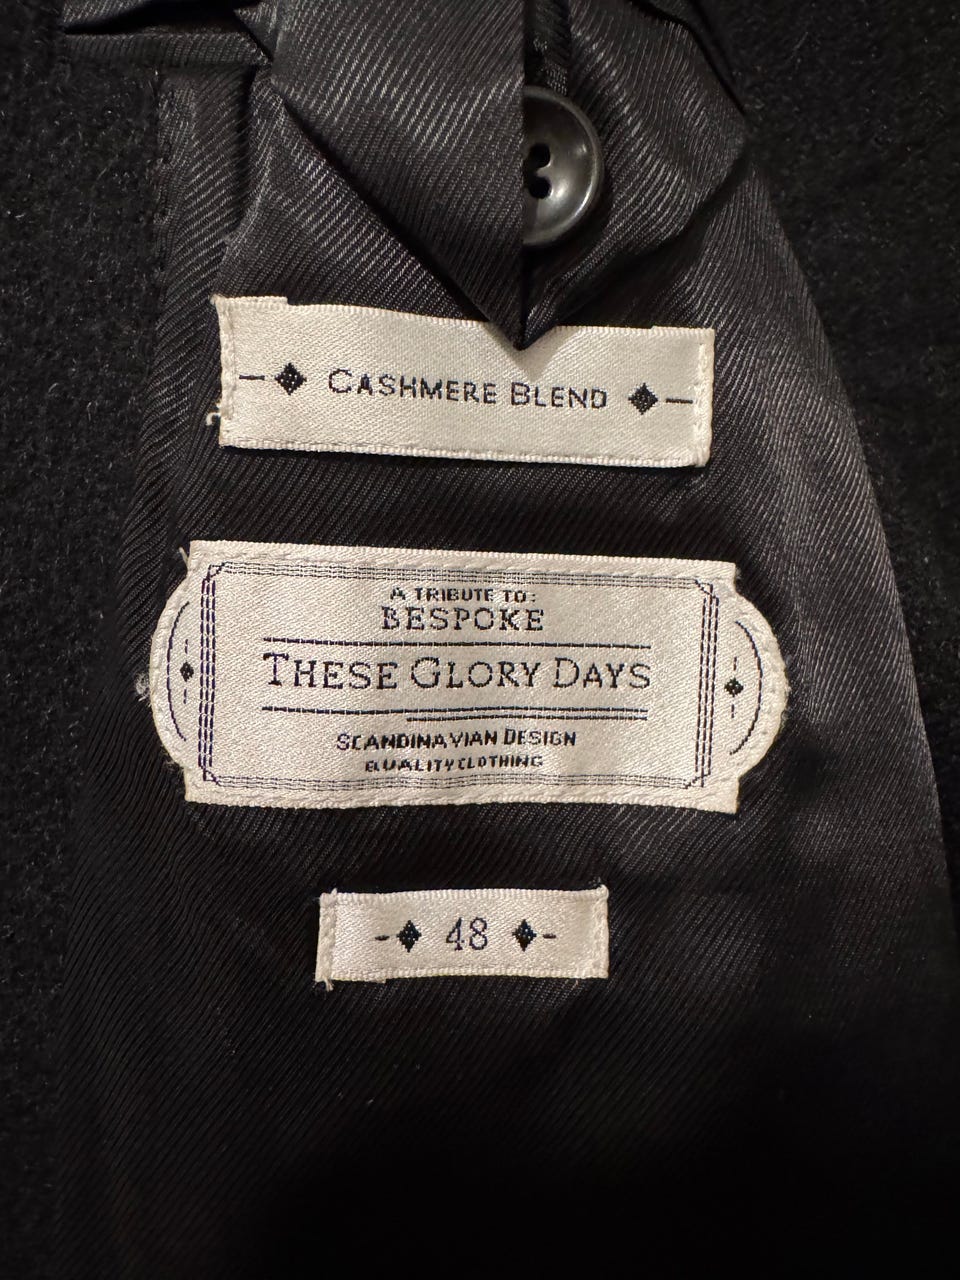 CASHMERE BLEND
A TRIBUTE TO:
BESPOKE
THESE GLORY DAYS
SCANDINAVIAN DESIGN
& QUALITY CLOTHING
48